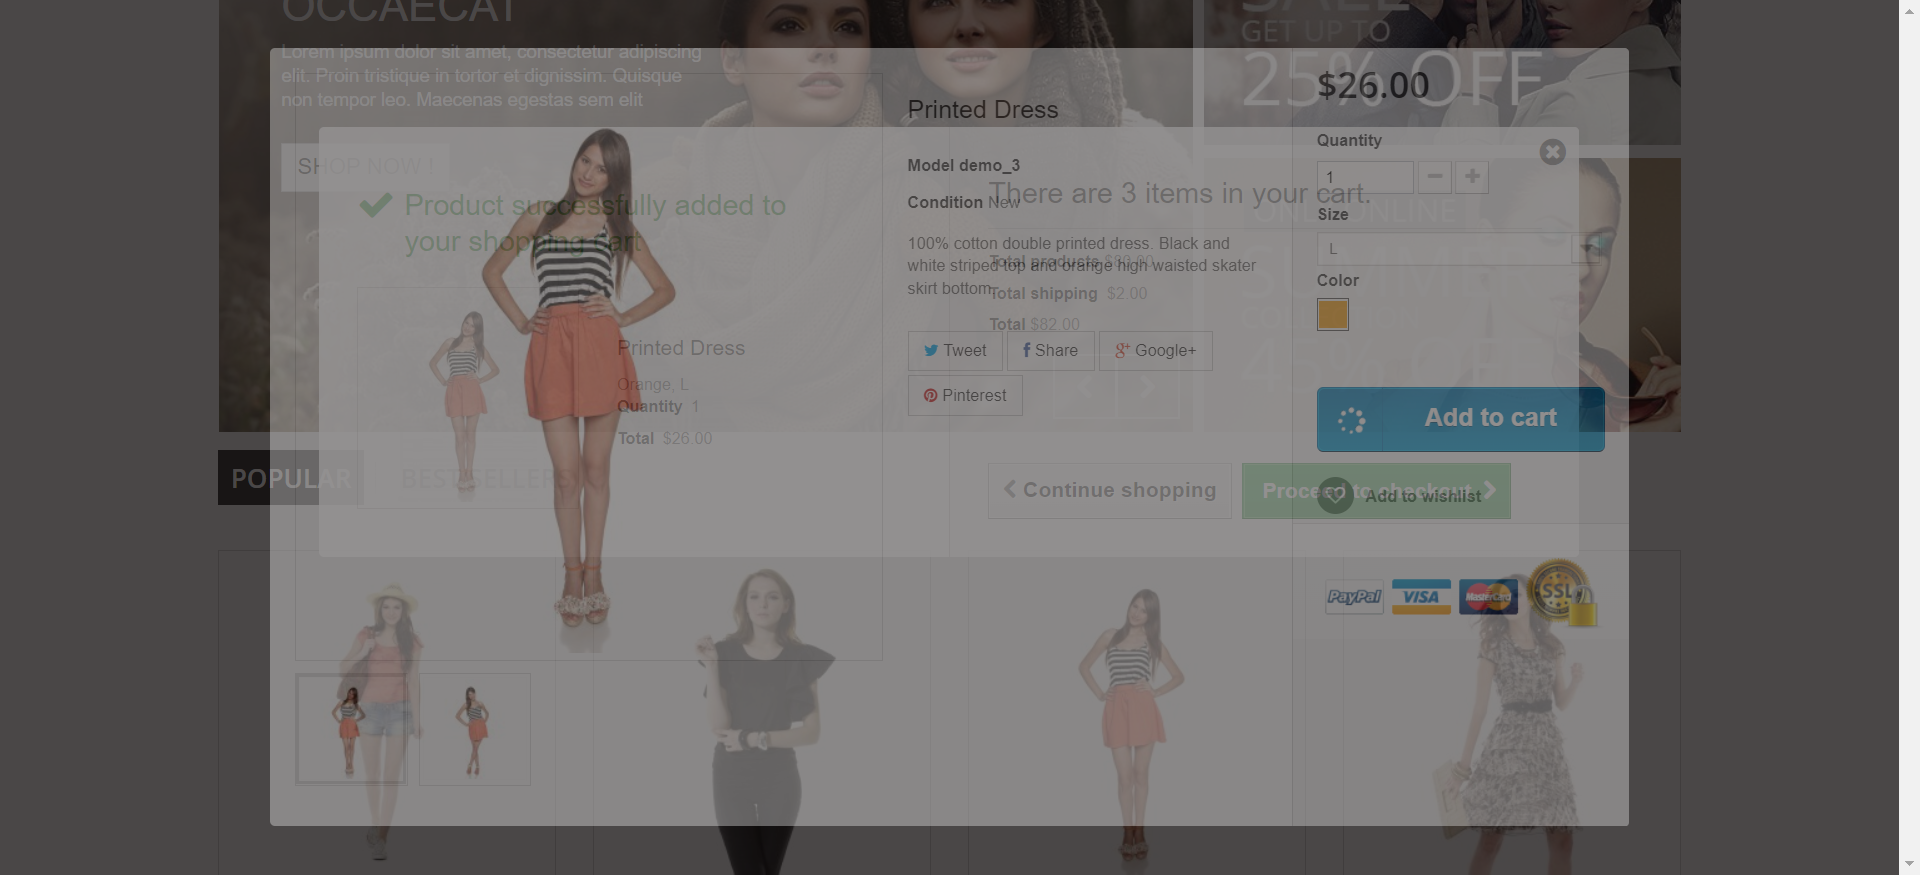 OCCAECAT
Lorem ipsum dolor sit amet, consectetur adipiscing
elit. Proin tristique in tortor et dignissim. Quisque
non tempor leo. Maecenas egestas sem elit
SHOP NOW !
SALE
GET UP TO
25% OFF
ONLINE
SUMMER
45% OFF
POPULAR
BEST SELLERS
Product successfully added to
your shopping cart
Printed Dress
Orange, L
Quantity 1
Total $26.00
There are 3 items in your cart.
Total products
Total shipping $2.00
Total $82.00
Continue shopping
Proceed to checkout
Printed Dress
Model demo_3
Condition New
100% cotton double printed dress. Black and
white striped top and orange high waisted skater
skirt bottom.
Tweet
Share
Google+
Pinterest
$26.00
Quantity
1
Size
L
Color
Add to cart
Add to wishlist
PayPal
VISA
MasterCard
SSL